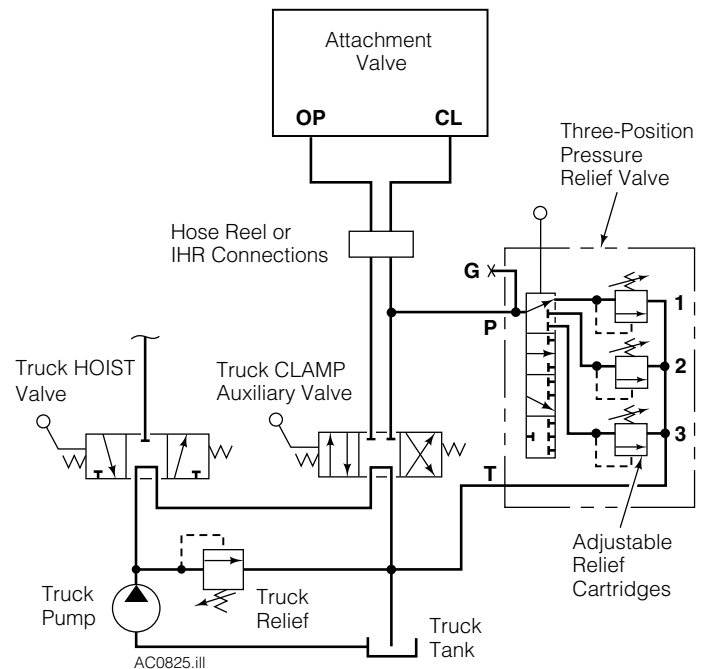 Attachment
Valve
OP
CL
Three-Position
Pressure
Relief Valve
Hose Reel or
IHR Connections
G
P
1
2
3
T
Truck HOIST
Valve
Truck CLAMP
Auxiliary Valve
Adjustable
Relief
Cartridges
Truck
Pump
Truck
Relief
Truck
Tank
AC0825.ill